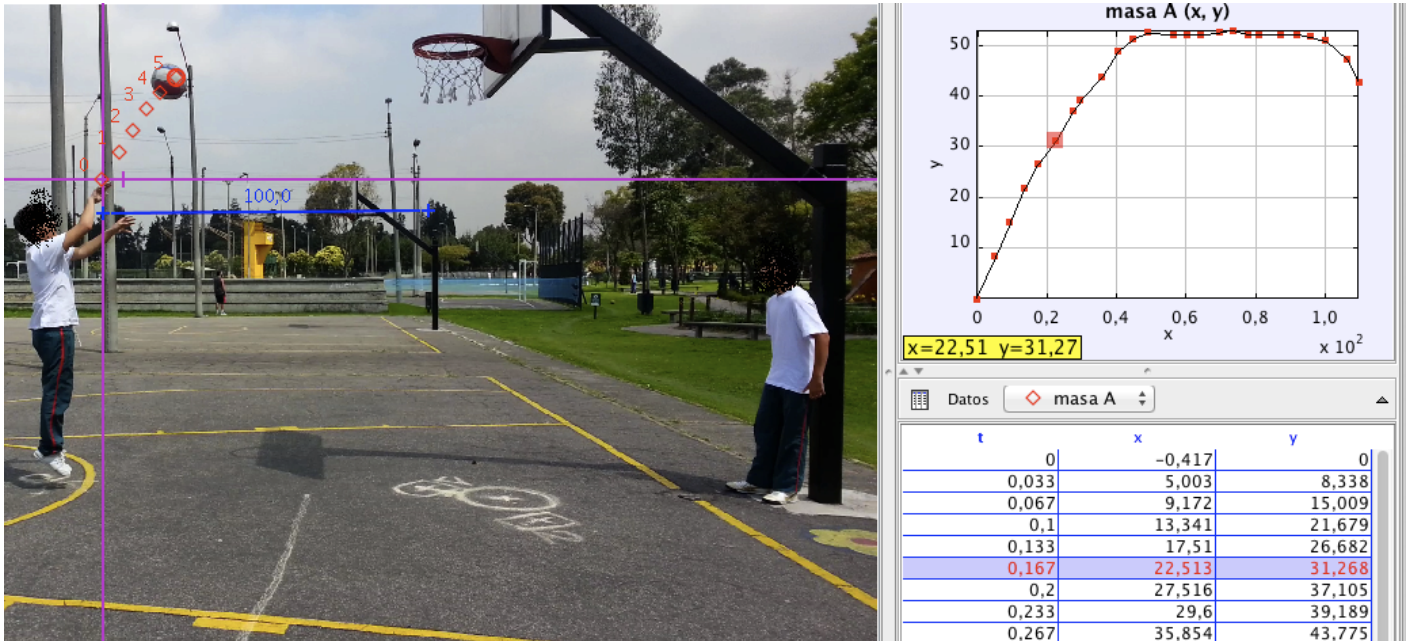 masa A (x, y)
50
40
30
20
10
y
0 0,2 0,4 0,6 0,8 1,0
x
x 10²
x=22,51 y=31,27
5
4
3
2
1
0
100,0
Datos masa A
t x y
0 -0,417 0
0,033 5,003 8,338
0,067 9,172 15,009
0,1 13,341 21,679
0,133 17,51 26,682
0,167 22,513 31,268
0,2 27,516 37,105
0,233 29,6 39,189
0,267 35,854 43,775